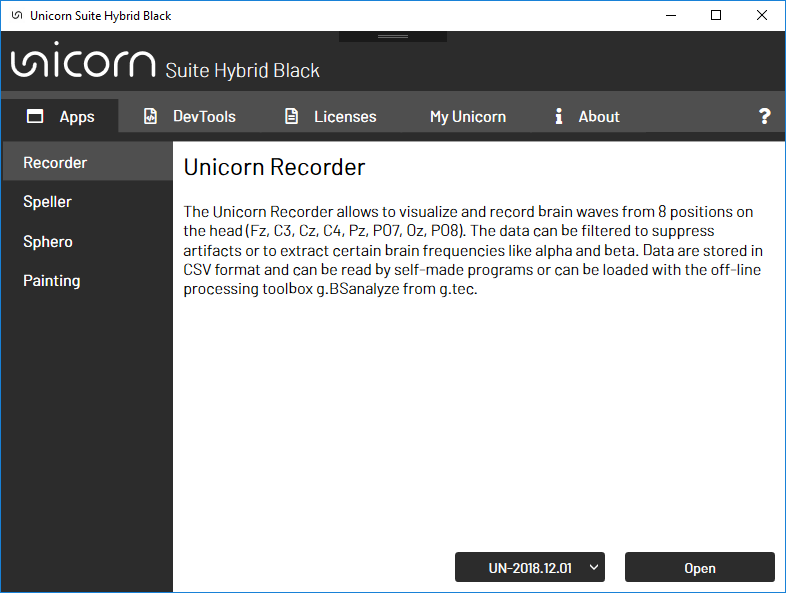 Unicorn Suite Hybrid Black
unicorn Suite Hybrid Black
Apps DevTools Licenses My Unicorn About ?
Recorder
Speller
Sphero
Painting
Unicorn Recorder
The Unicorn Recorder allows to visualize and record brain waves from 8 positions on
the head (Fz, C3, Cz, C4, Pz, PO7, Oz, PO8). The data can be filtered to suppress
artifacts or to extract certain brain frequencies like alpha and beta. Data are stored in
CSV format and can be read by self-made programs or can be loaded with the off-line
processing toolbox g.BSanalyze from g.tec.
UN-2018.12.01 Open